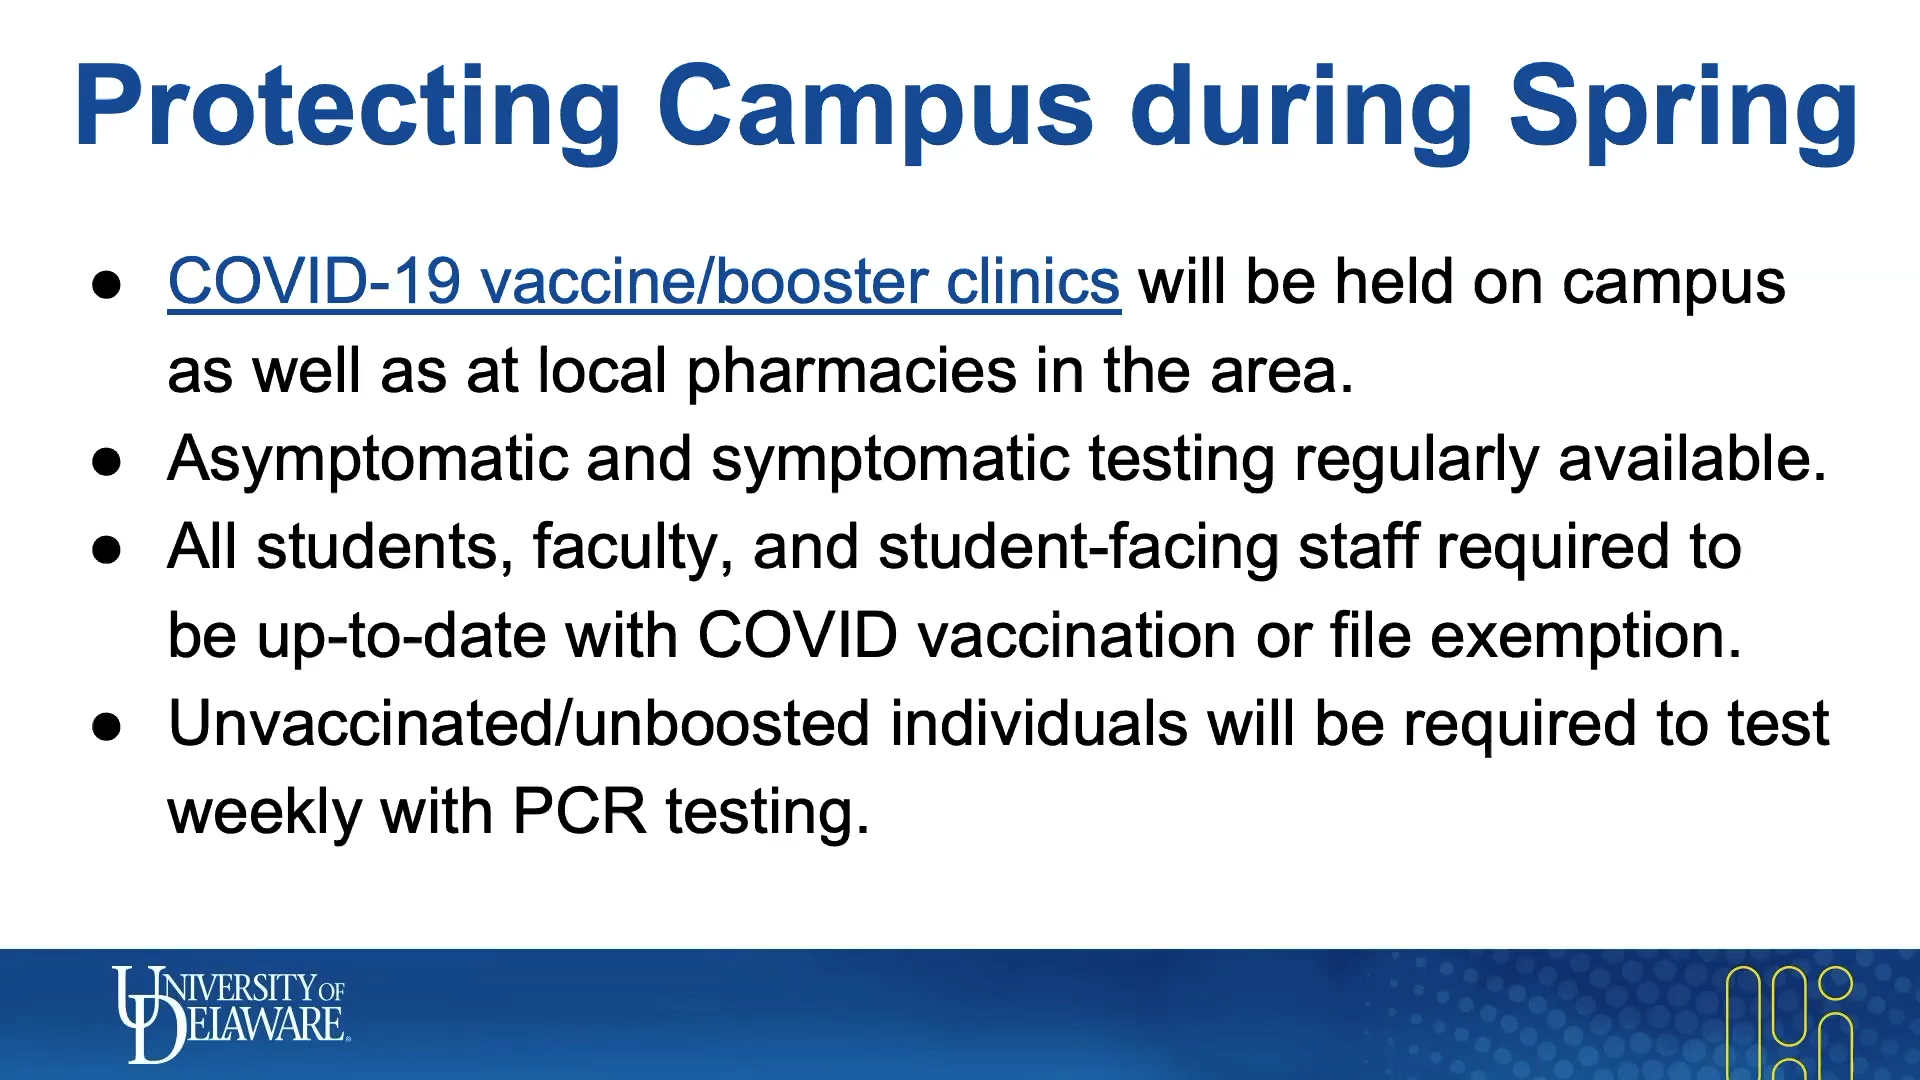 Protecting Campus during Spring
● COVID-19 vaccine/booster clinics will be held on campus
as well as at local pharmacies in the area.
● Asymptomatic and symptomatic testing regularly available.
● All students, faculty, and student-facing staff required to
be up-to-date with COVID vaccination or file exemption.
● Unvaccinated/unboosted individuals will be required to test
weekly with PCR testing.
UNIVERSITY OF
DELAWARE®